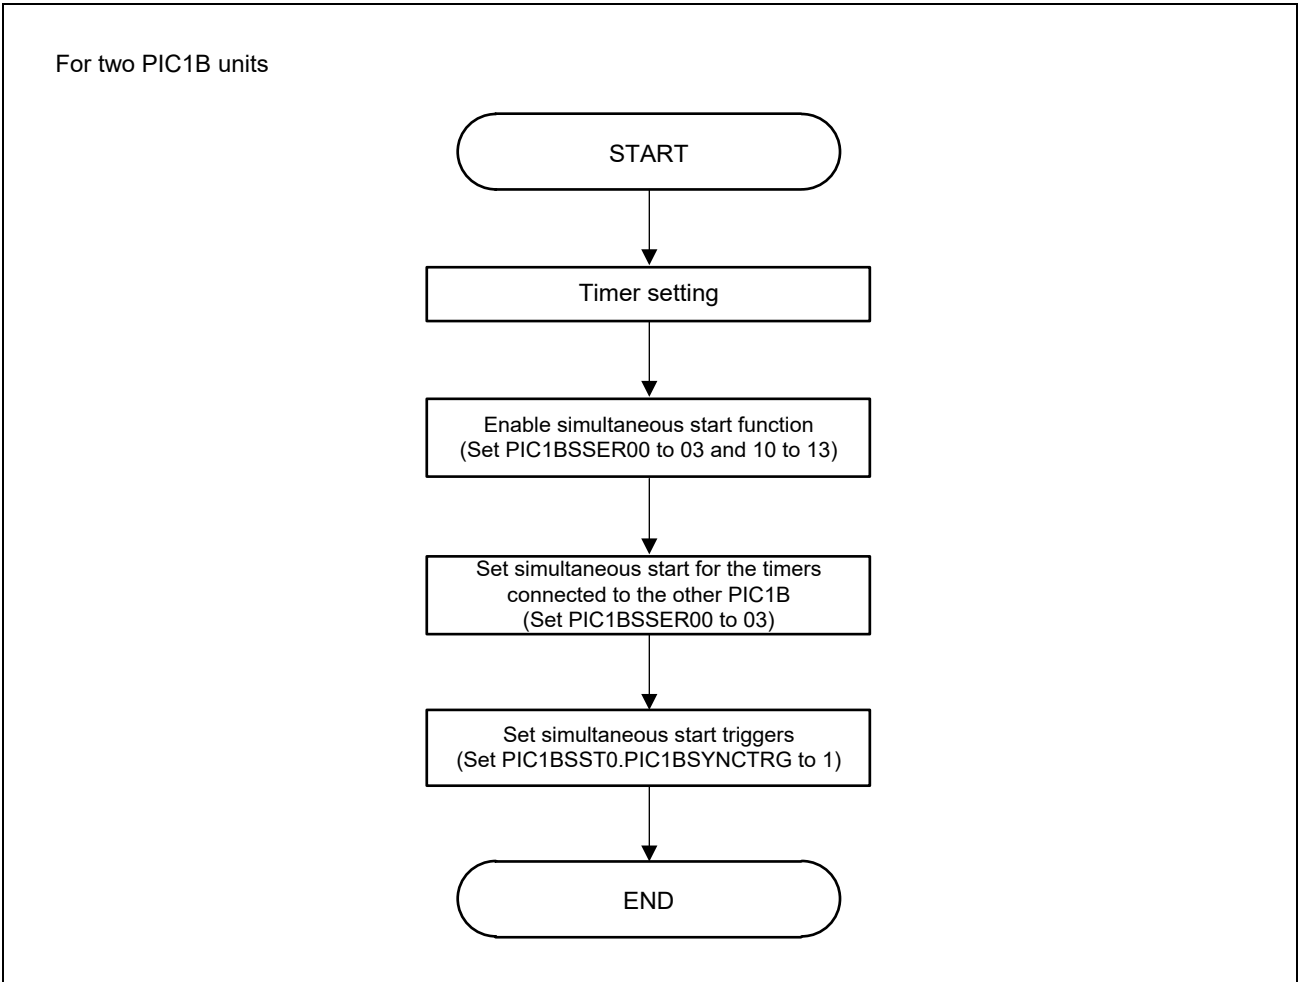 For two PIC1B units
START
Timer setting
Enable simultaneous start function
(Set PIC1BSSER00 to 03 and 10 to 13)
Set simultaneous start for the timers
connected to the other PIC1B
(Set PIC1BSSER00 to 03)
Set simultaneous start triggers
(Set PIC1BSST0.PIC1BSYNCTRG to 1)
END